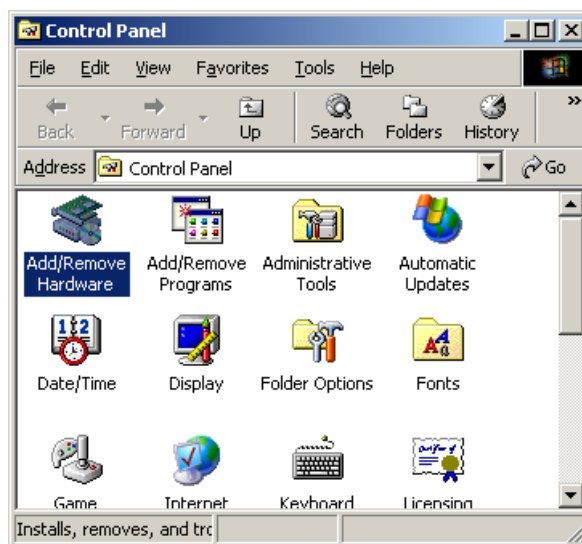 Control Panel
File Edit View Favorites Tools Help
Back Forward Up Search Folders History »
Address Control Panel Go
Add/Remove Hardware Add/Remove Programs Administrative Tools Automatic Updates
Date/Time Display Folder Options Fonts
Game Internet Keyboard Licensing
Installs, removes, and